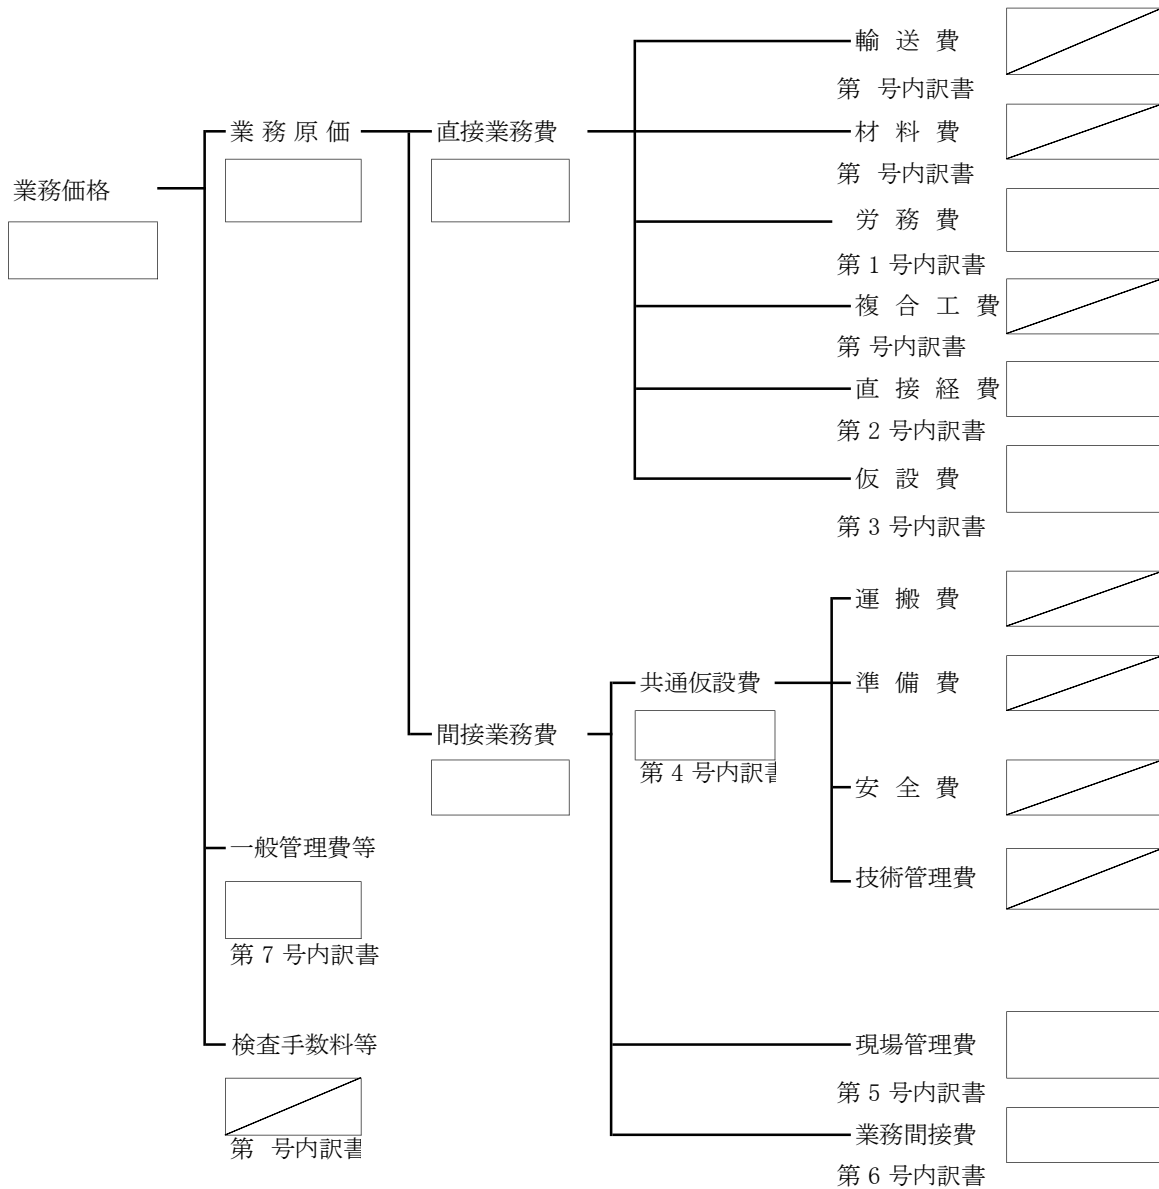 輸 送 費
第 号内訳書
業 務 原 価
直接業務費
材 料 費
第 号内訳書
業務価格
労 務 費
第 1 号内訳書
複 合 工 費
第 号内訳書
直 接 経 費
第 2 号内訳書
仮 設 費
第 3 号内訳書
運 搬 費
共通仮設費
準 備 費
間接業務費
第 4 号内訳書
安 全 費
一般管理費等
技術管理費
第 7 号内訳書
検査手数料等
現場管理費
第 5 号内訳書
業務間接費
第 号内訳書
第 6 号内訳書